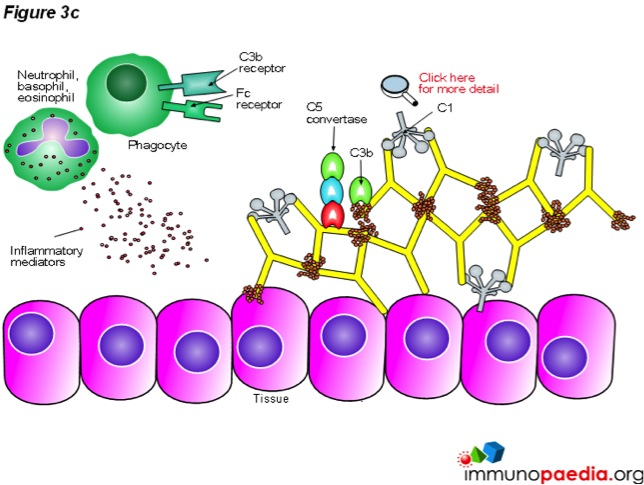 Figure 3c
C3b
receptor
Neutrophil,
basophil,
eosinophil
Fc
receptor
Phagocyte
Click here
for more detail
C1
C5
convertase
C3b
Inflammatory
mediators
Tissue
immunopaedia.org